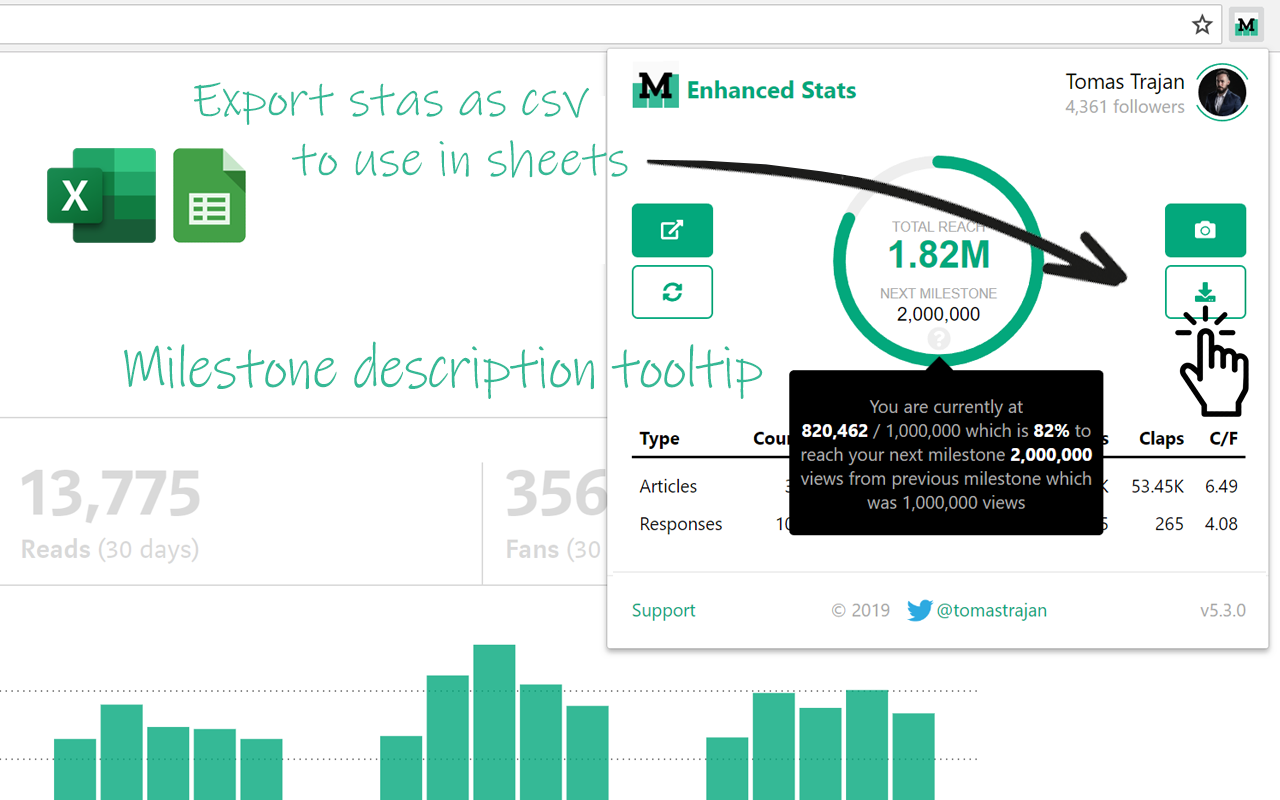 M
Export stas as csv
to use in sheets
X
M
Enhanced Stats
Tomas Trajan
4,361 followers
TOTAL REACH
1.82M
NEXT MILESTONE
2,000,000
?
Milestone description tooltip
You are currently at
820,462 / 1,000,000 which is 82% to
reach your next milestone 2,000,000
views from previous milestone which
was 1,000,000 views
Type Claps C/F
Articles 53.45K 6.49
Responses 265 4.08
13,775
Reads (30 days)
356
Fans (30
Support
© 2019
@tomastrajan
v5.3.0